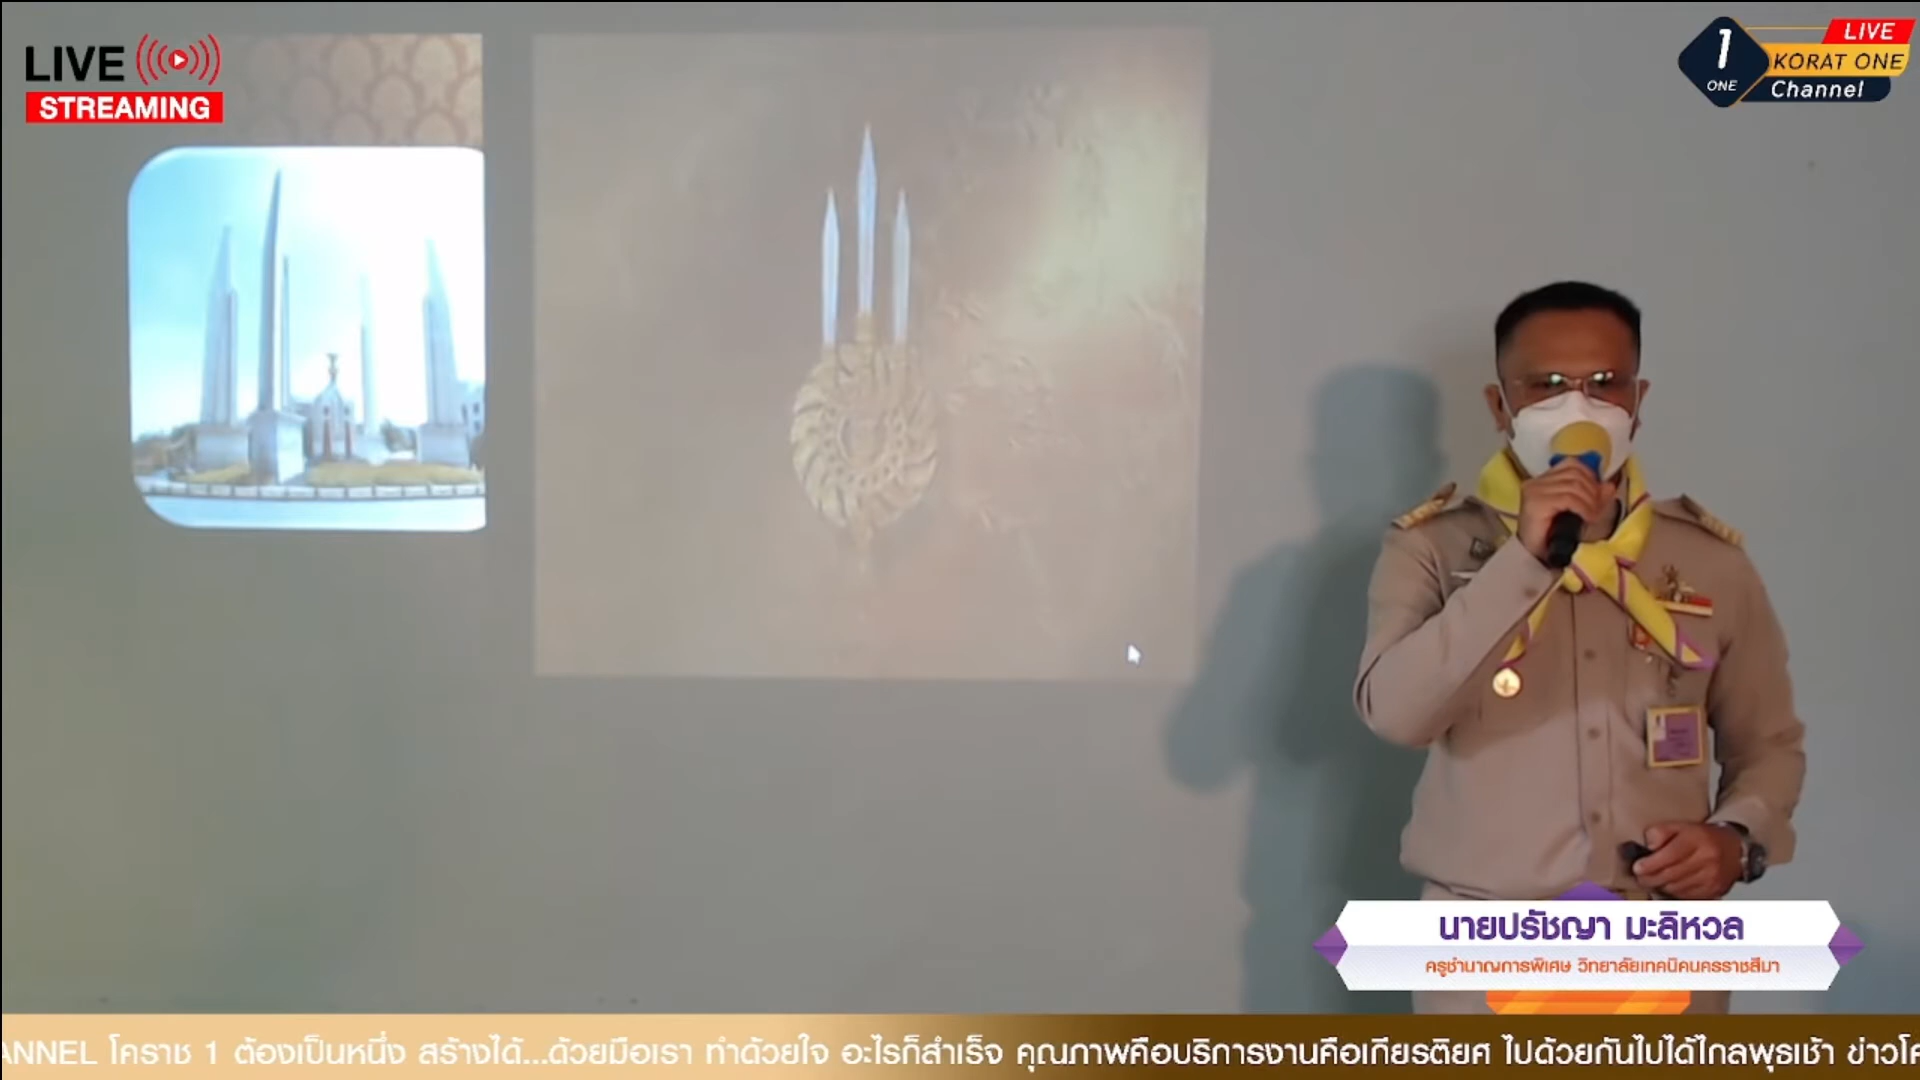 LIVE
STREAMING
1
ONE
LIVE
KORAT ONE
Channel
นายปรัชญา มะลิหวล
ครูชำนาญการพิเศษ วิทยาลัยเทคนิคนครราชสีมา
ANNEL โคราช 1 ต้องเป็นหนึ่ง สร้างได้...ด้วยมือเรา ทำด้วยใจ อะไรก็สำเร็จ คุณภาพคือบริการงานคือเกียรติยศ ไปด้วยกันไปได้ไกลพุธเช้า ข่าวโค